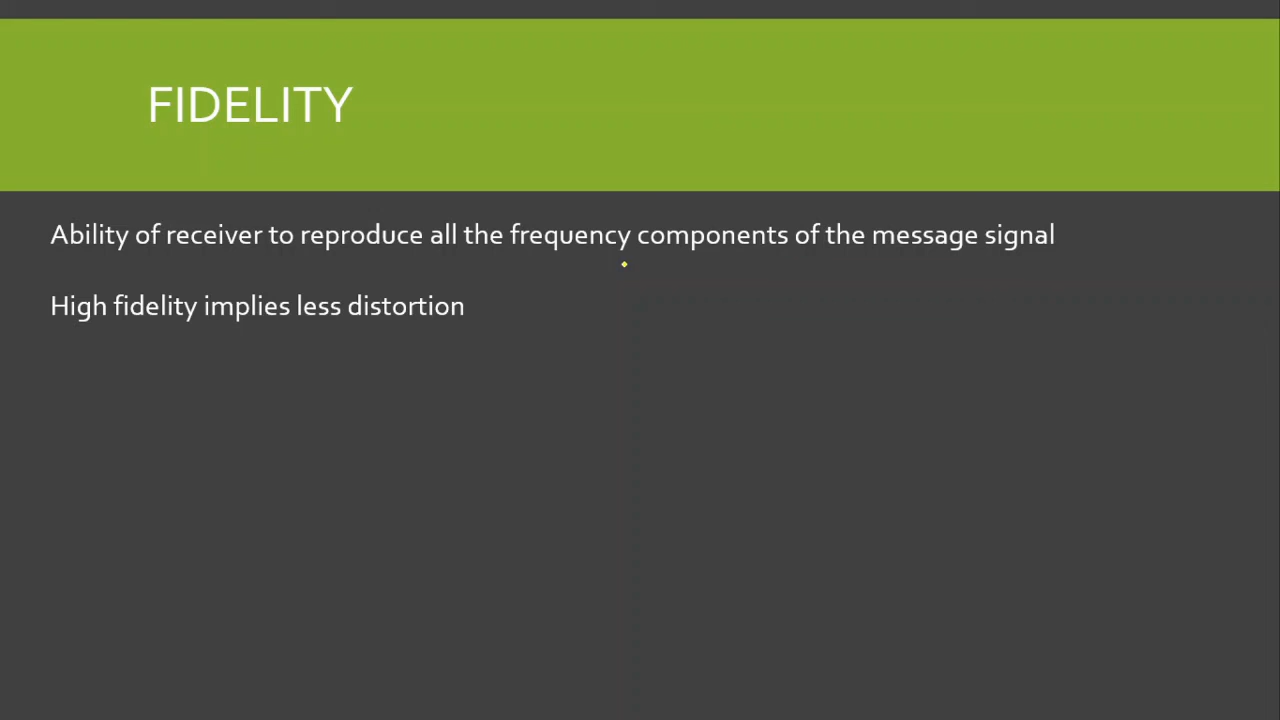 FIDELITY
Ability of receiver to reproduce all the frequency components of the message signal
High fidelity implies less distortion